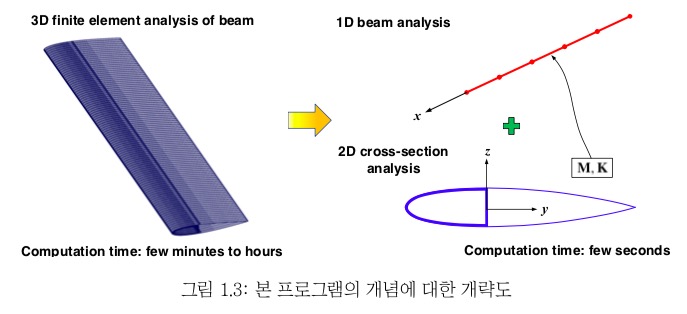 3D finite element analysis of beam
Computation time: few minutes to hours
1D beam analysis
x
2D cross-section
analysis
z
y
M, K
Computation time: few seconds
그림 1.3: 본 프로그램의 개념에 대한 개략도